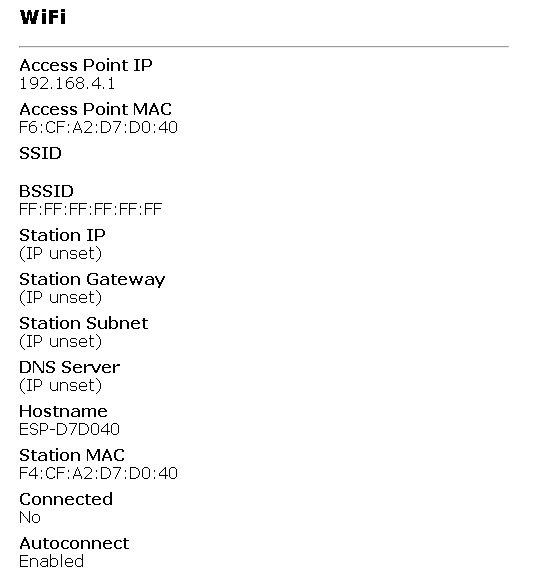 WiFi
Access Point IP
192.168.4.1
Access Point MAC
F6:CF:A2:D7:D0:40
SSID
BSSID
FF:FF:FF:FF:FF:FF
Station IP
(IP unset)
Station Gateway
(IP unset)
Station Subnet
(IP unset)
DNS Server
(IP unset)
Hostname
ESP-D7D040
Station MAC
F4:CF:A2:D7:D0:40
Connected
No
Autoconnect
Enabled